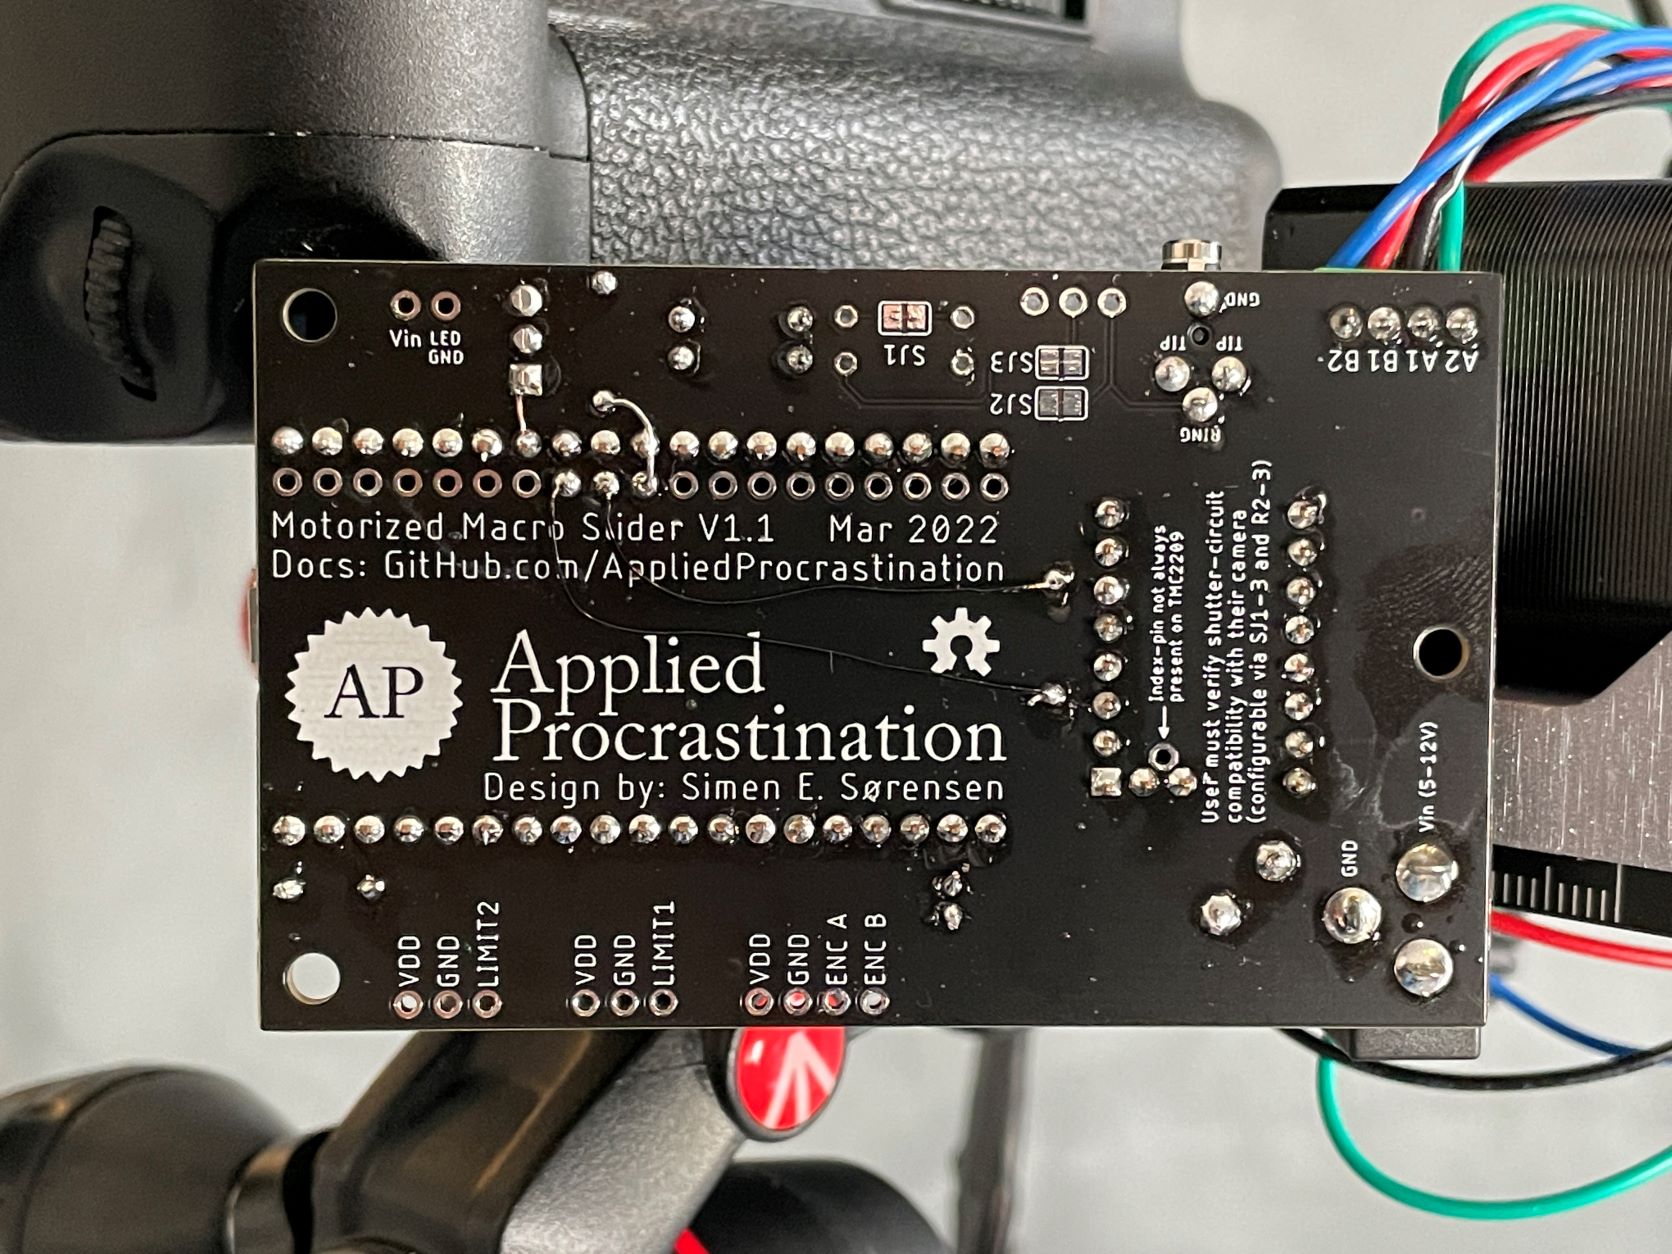 Vin LED
GND
SJ1
SJ3
SJ2
GND
TIP
TIP
RING
B2 B1 A1 A2
Motorized Macro Slider V1.1 Mar 2022
Docs: GitHub.com/AppliedProcrastination
AP
Applied
Procrastination
Design by: Simen E. Sørensen
Index-pin not always
present on TMC2209
User must verify shutter-circuit
compatibility with their camera
(configurable via SJ1-3 and R2-3)
Vin (5-12V)
GND
VDD
GND
LIMIT2
VDD
GND
LIMIT1
VDD
GND
ENC A
ENC B